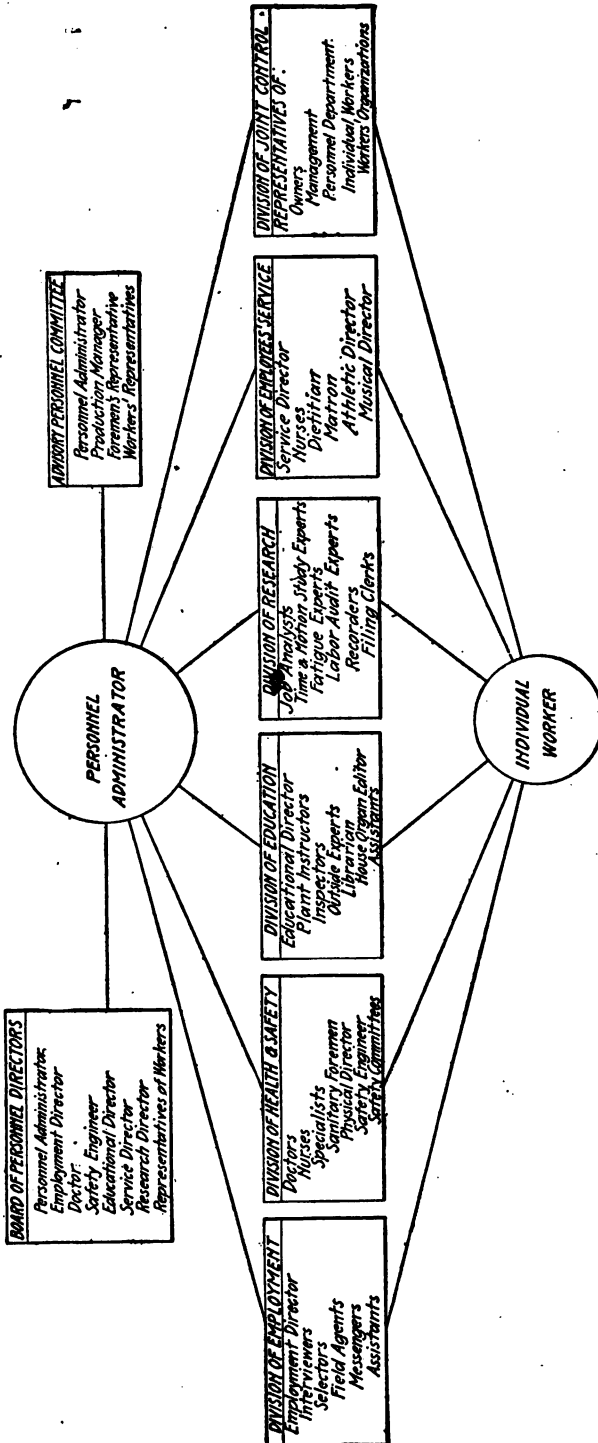 BOARD OF PERSONNEL DIRECTORS
Personnel Administrator
Employment Director
Doctor
Safety Engineer
Educational Director
Service Director
Research Director
Representatives of Workers
PERSONNEL
ADMINISTRATOR
ADVISORY PERSONNEL COMMITTEE
Personnel Administrator
Production Manager
Foremen's Representative
Workers' Representatives
DIVISION OF EMPLOYMENT
Employment Director
Interviewers
Selectors
Field Agents
Messengers
Assistants
DIVISION OF HEALTH & SAFETY
Doctors
Nurses
Specialists
Sanitary Foremen
Physical Director
Safety Engineer
Safety Committees
DIVISION OF EDUCATION
Educational Director
Plant Instructors
Inspectors
Outside Experts
Librarian
House Organ Editor
Assistants
DIVISION OF RESEARCH
Job Analysts
Time & Motion Study Experts
Fatigue Experts
Labor Audit Experts
Recorders
Filing Clerks
DIVISION OF EMPLOYEES' SERVICE
Service Director
Nurses
Dietitian
Matron
Athletic Director
Musical Director
DIVISION OF JOINT CONTROL
REPRESENTATIVES OF:
Owners
Management
Personnel Department
Individual Workers
Workers' Organizations
INDIVIDUAL
WORKER